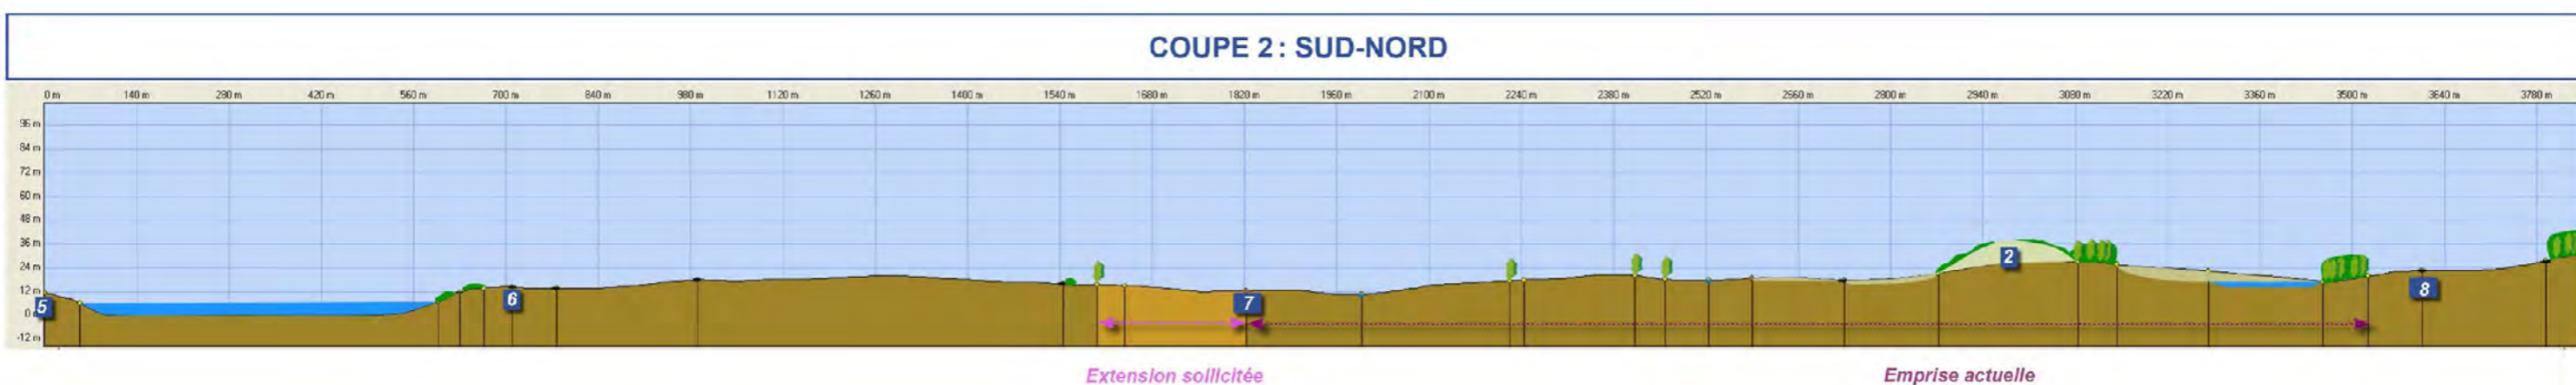 COUPE 2 : SUD-NORD
0 m 140 m 280 m 420 m 560 m 700 m 840 m 980 m 1120 m 1260 m 1400 m 1540 m 1680 m 1820 m 1960 m 2100 m 2240 m 2380 m 2520 m 2660 m 2800 m 2940 m 3080 m 3220 m 3360 m 3500 m 3640 m 3780 m
96 m
84 m
72 m
60 m
48 m
36 m
24 m
12 m
0
-12 m
5
6
7
2
8
Extension sollicitée
Emprise actuelle